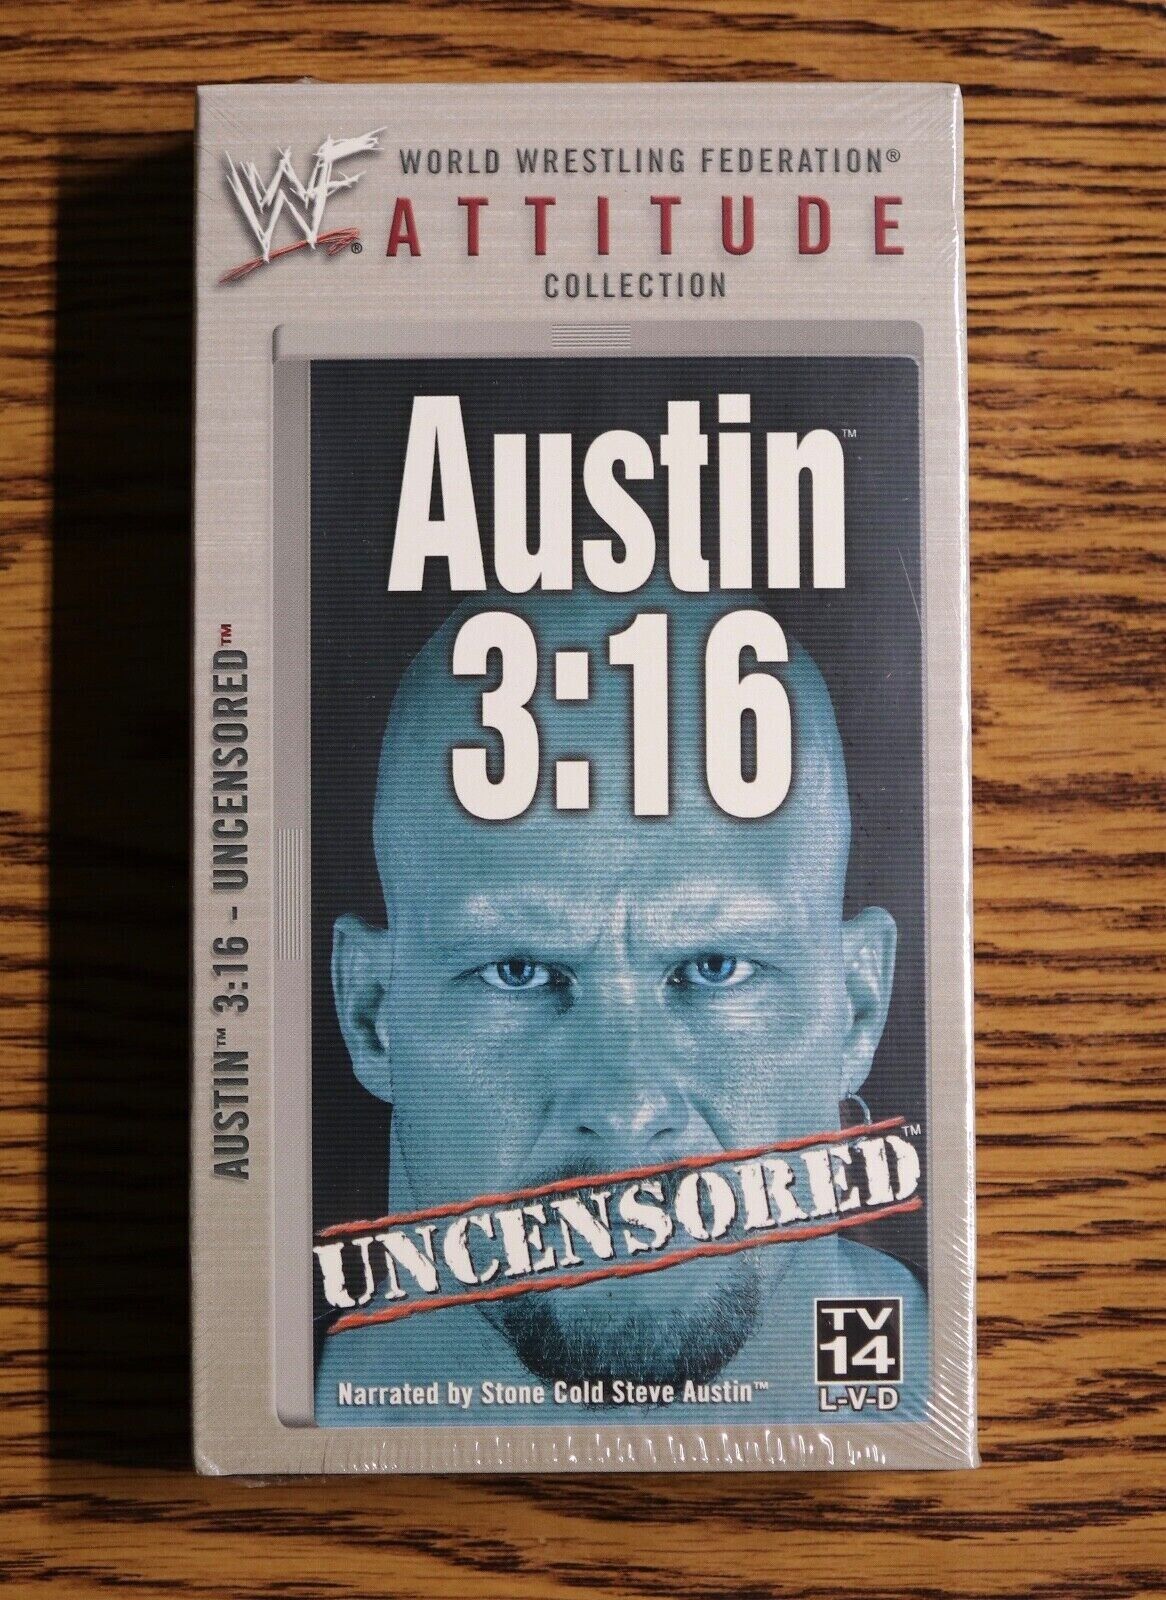 WF ®
WORLD WRESTLING FEDERATION®
ATTITUDE
COLLECTION
AUSTIN™ 3:16 - UNCENSORED™
Austin™
3:16
UNCENSORED™
Narrated by Stone Cold Steve Austin™
TV
14
L-V-D